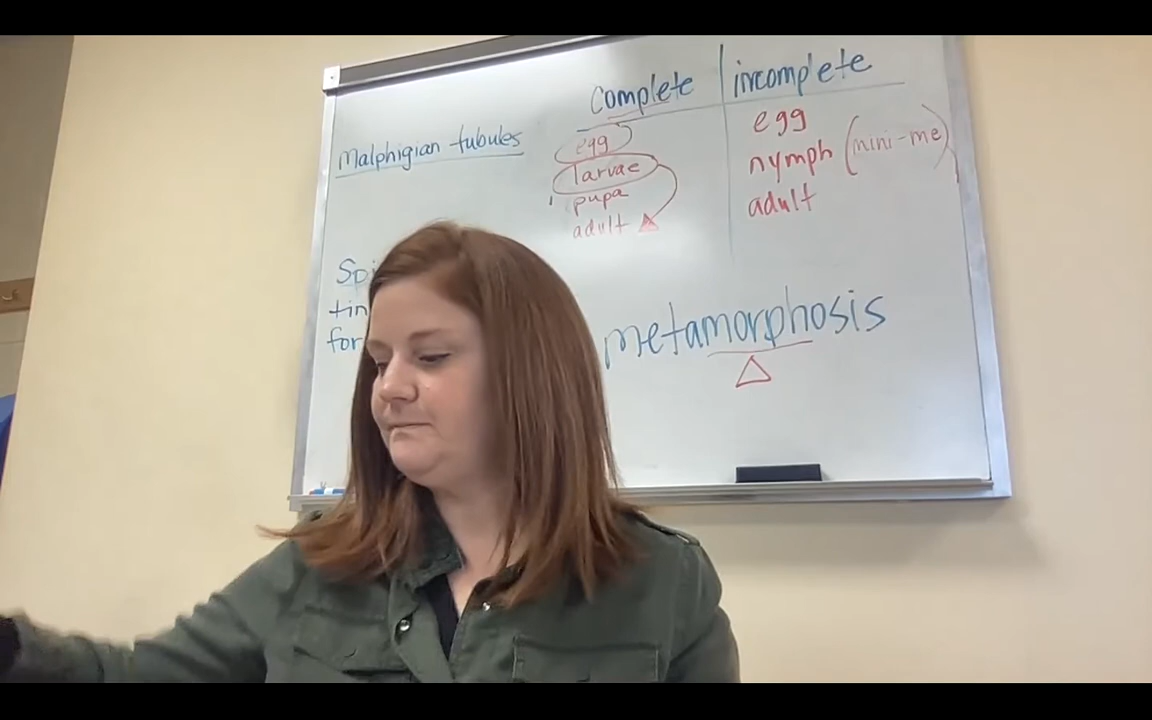 complete incomplete
Malphigian tubules
egg
larvae
pupa
adult
egg
nymph (mini-me)
adult
metamorphosis